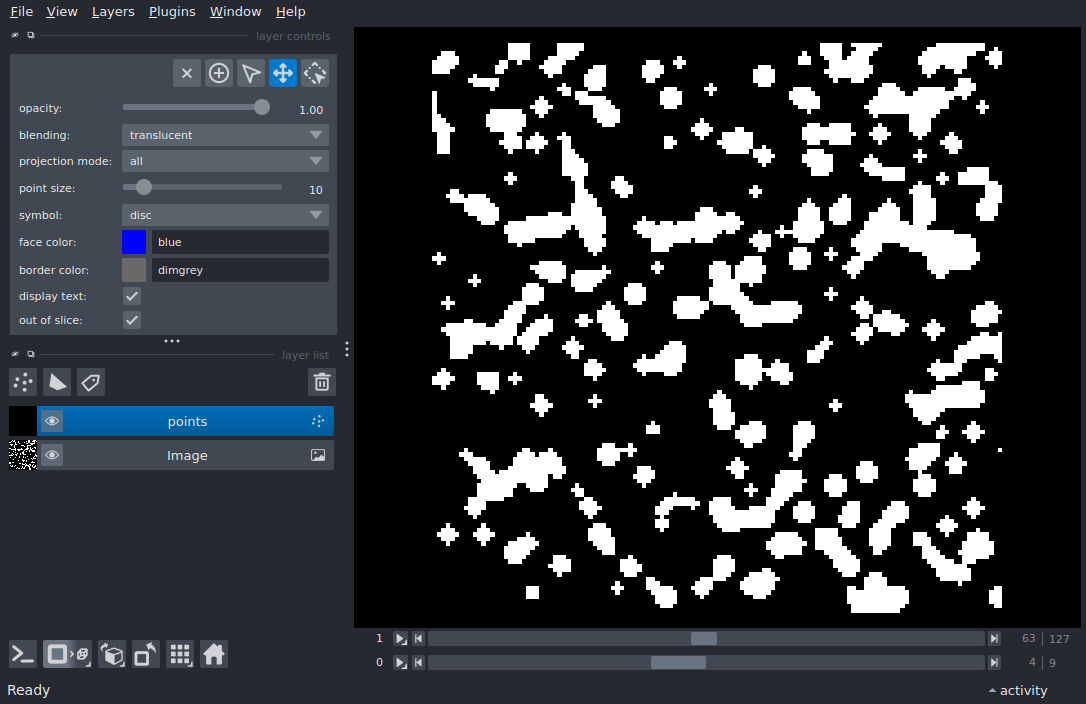 File View Layers Plugins Window Help
layer controls
opacity: 1.00
blending: translucent
projection mode: all
point size: 10
symbol: disc
face color: blue
border color: dimgrey
display text:
out of slice:
layer list
points
Image
1 63 127
0 4 9
Ready activity